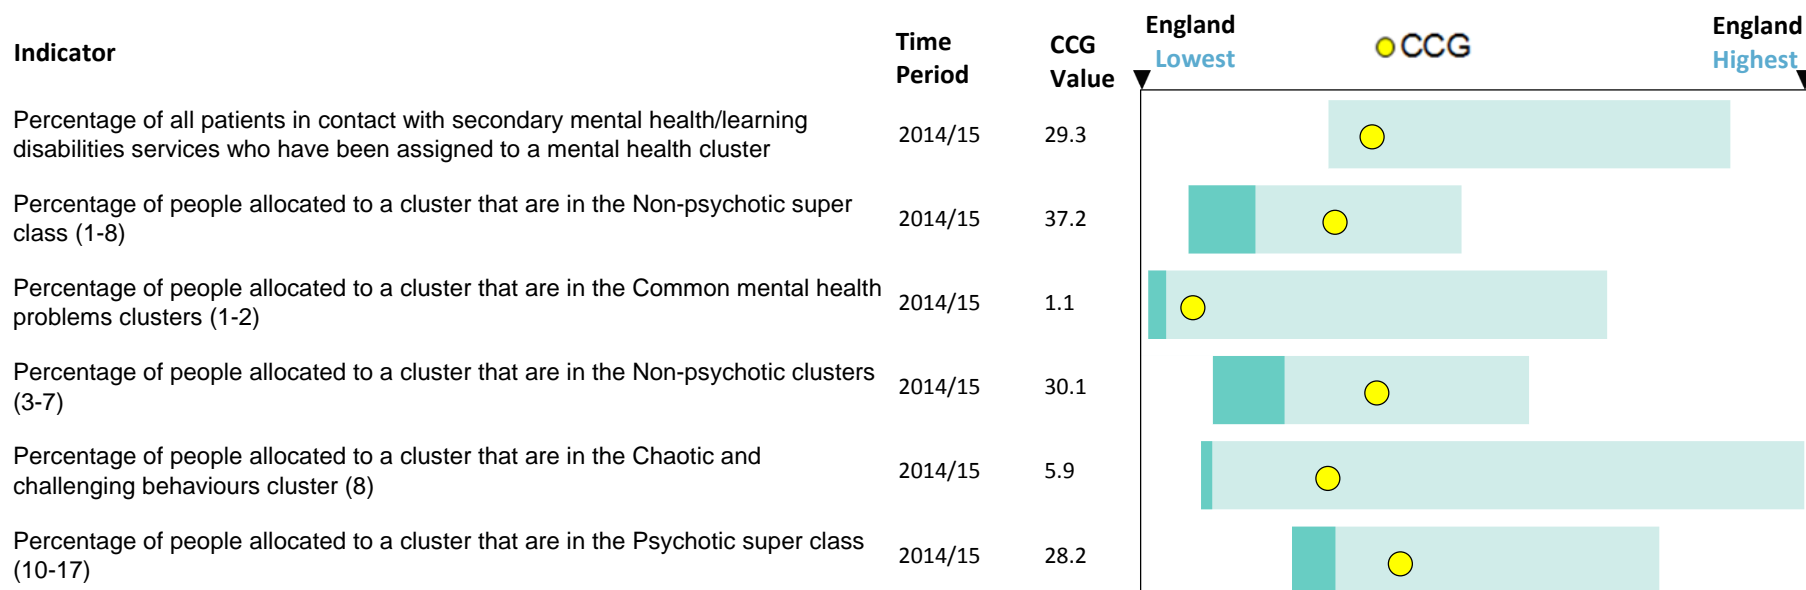 Indicator
Time
Period
CCG
Value
England
Lowest
CCG
England
Highest
Percentage of all patients in contact with secondary mental health/learning
disabilities services who have been assigned to a mental health cluster
2014/15
29.3
Percentage of people allocated to a cluster that are in the Non-psychotic super
class (1-8)
2014/15
37.2
Percentage of people allocated to a cluster that are in the Common mental health
problems clusters (1-2)
2014/15
1.1
Percentage of people allocated to a cluster that are in the Non-psychotic clusters
(3-7)
2014/15
30.1
Percentage of people allocated to a cluster that are in the Chaotic and
challenging behaviours cluster (8)
2014/15
5.9
Percentage of people allocated to a cluster that are in the Psychotic super class
(10-17)
2014/15
28.2